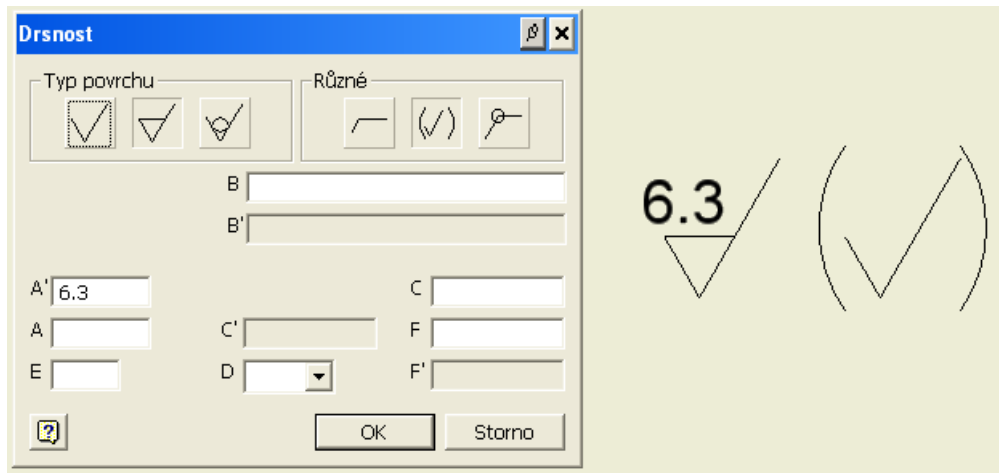 Drsnost
Typ povrchu
Různé
B
B'
A' 6.3
C
A
C'
F
E
D
F'
OK
Storno
6.3